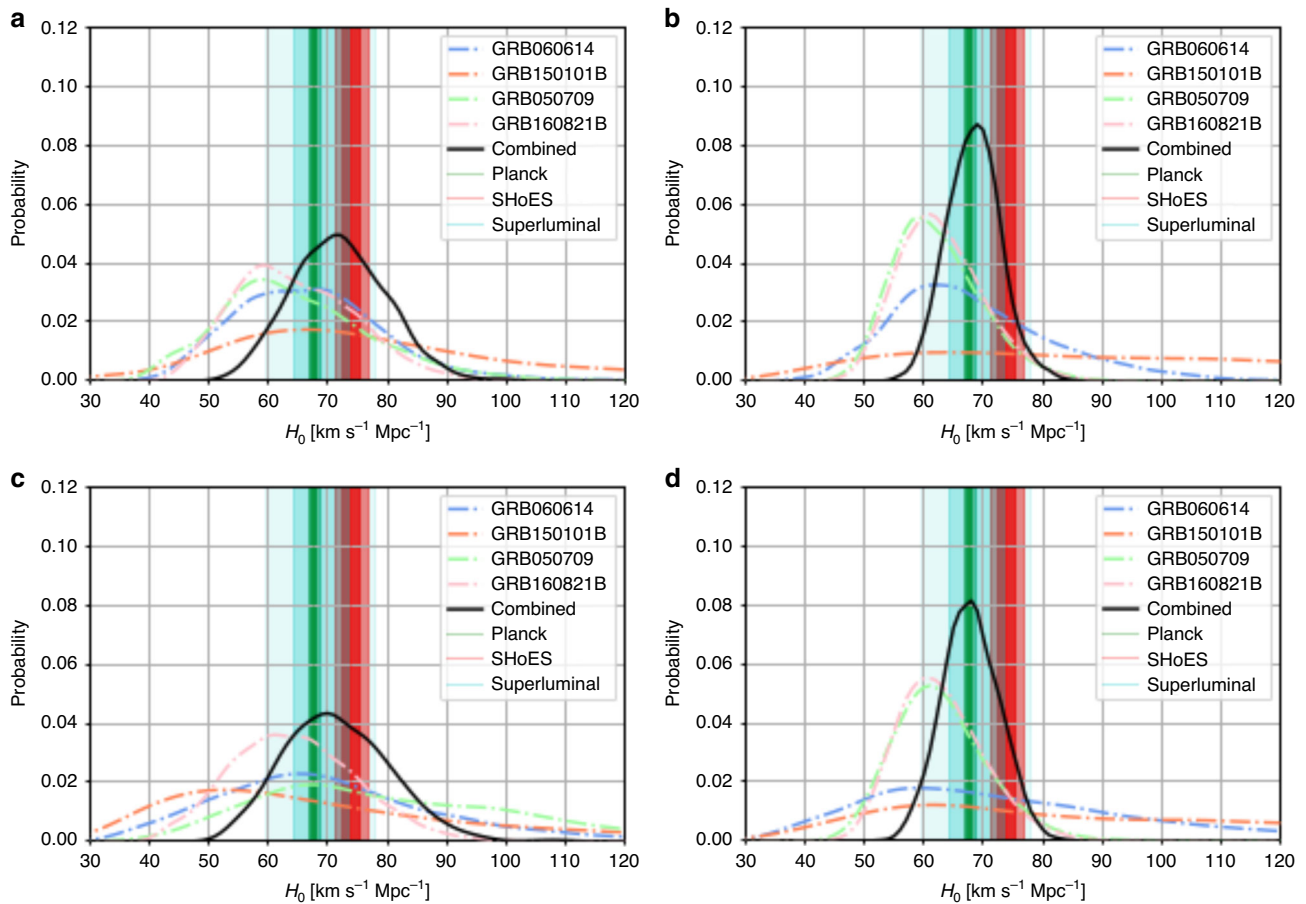 a
0.12
0.10
0.08
0.06
0.04
0.02
0.00
Probability
GRB060614
GRB150101B
GRB050709
GRB160821B
Combined
Planck
SHoES
Superluminal
30 40 50 60 70 80 90 100 110 120
H₀ [km s⁻¹ Mpc⁻¹]
b
0.12
0.10
0.08
0.06
0.04
0.02
0.00
Probability
GRB060614
GRB150101B
GRB050709
GRB160821B
Combined
Planck
SHoES
Superluminal
30 40 50 60 70 80 90 100 110 120
H₀ [km s⁻¹ Mpc⁻¹]
c
0.12
0.10
0.08
0.06
0.04
0.02
0.00
Probability
GRB060614
GRB150101B
GRB050709
GRB160821B
Combined
Planck
SHoES
Superluminal
30 40 50 60 70 80 90 100 110 120
H₀ [km s⁻¹ Mpc⁻¹]
d
0.12
0.10
0.08
0.06
0.04
0.02
0.00
Probability
GRB060614
GRB150101B
GRB050709
GRB160821B
Combined
Planck
SHoES
Superluminal
30 40 50 60 70 80 90 100 110 120
H₀ [km s⁻¹ Mpc⁻¹]